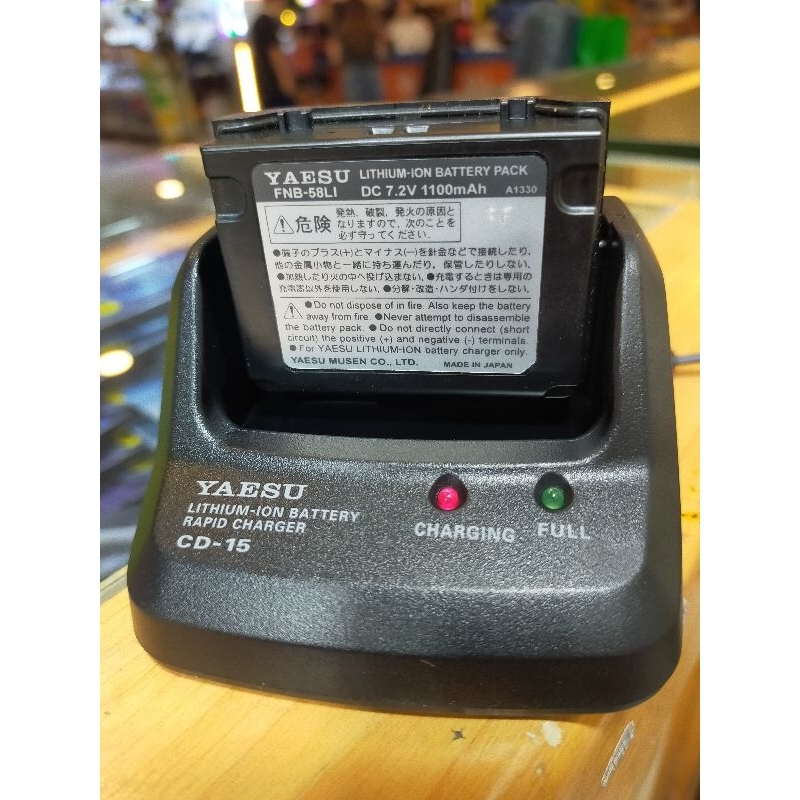 YAESU LITHIUM-ION BATTERY PACK
FNB-58LI DC 7.2V 1100mAh A1330
危険
発熱、破裂、発火の原因と
なりますので、次のことを
必ず守ってください。
●端子のプラス(+)とマイナス(−)を針金などで接続したり、
他の金属小物と一緒に持ち運んだり、保管したりしない。
●加熱したり火の中へ投げ込まない。●充電するときは専用の
充電器以外を使用しない。●分解・改造・ハンダ付けをしない。
●Do not dispose of in fire. Also keep the battery
away from fire. ●Never attempt to disassemble
the battery pack. ●Do not directly connect (short
circuit) the positive (+) and negative (-) terminals.
●For YAESU LITHIUM-ION battery charger only.
YAESU MUSEN CO., LTD. MADE IN JAPAN
YAESU
LITHIUM-ION BATTERY
RAPID CHARGER
CD-15
CHARGING FULL